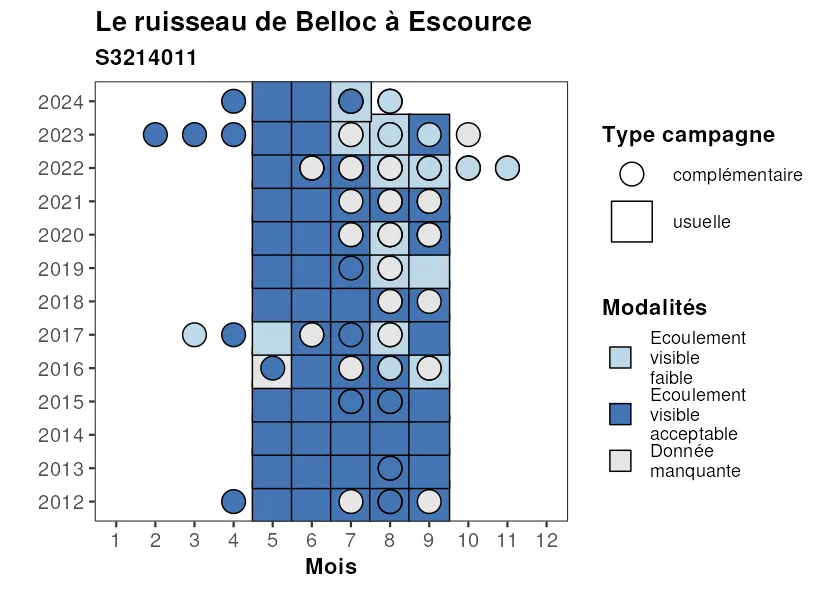 Le ruisseau de Belloc à Escource
S3214011
2024
2023
2022
2021
2020
2019
2018
2017
2016
2015
2014
2013
2012
1 2 3 4 5 6 7 8 9 10 11 12
Mois
Type campagne
complémentaire
usuelle
Modalités
Ecoulement
visible
faible
Ecoulement
visible
acceptable
Donnée
manquante